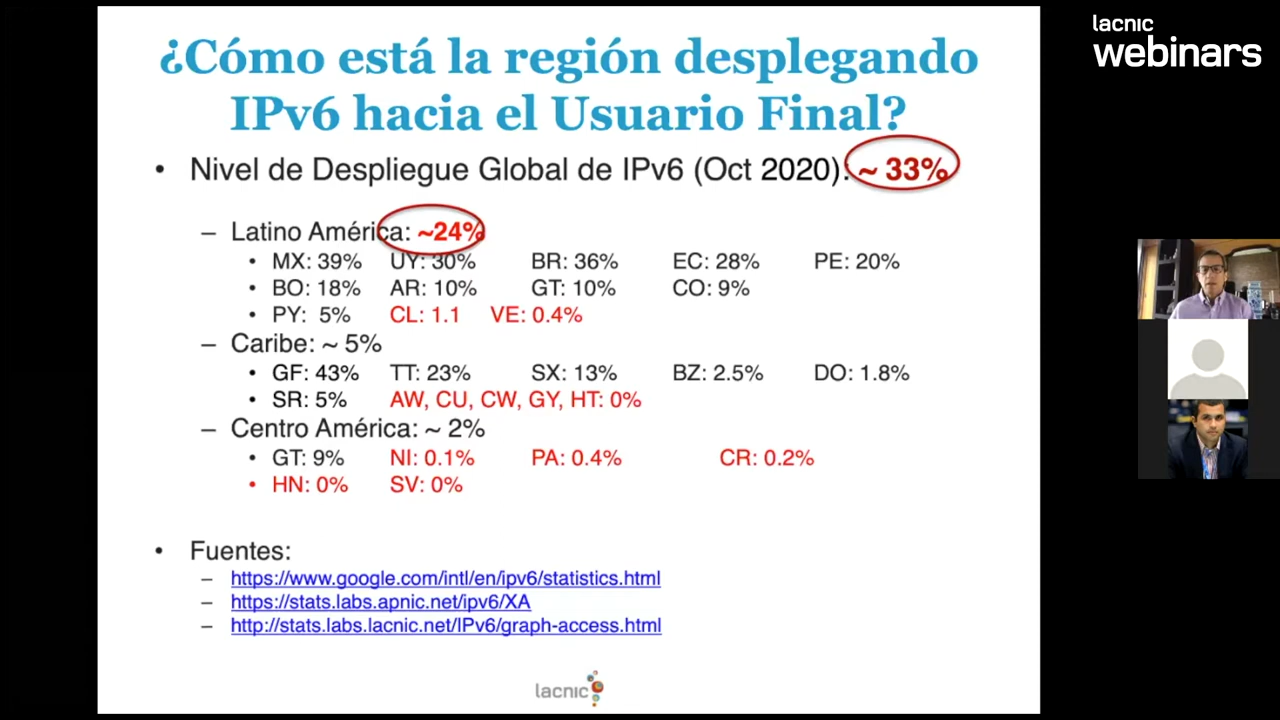 ¿Cómo está la región desplegando
IPv6 hacia el Usuario Final?
• Nivel de Despliegue Global de IPv6 (Oct 2020): ~ 33%
– Latino América: ~24%
• MX: 39% UY: 30% BR: 36% EC: 28% PE: 20%
• BO: 18% AR: 10% GT: 10% CO: 9%
• PY: 5% CL: 1.1 VE: 0.4%
– Caribe: ~ 5%
• GF: 43% TT: 23% SX: 13% BZ: 2.5% DO: 1.8%
• SR: 5% AW, CU, CW, GY, HT: 0%
– Centro América: ~ 2%
• GT: 9% NI: 0.1% PA: 0.4% CR: 0.2%
• HN: 0% SV: 0%
• Fuentes:
– https://www.google.com/intl/en/ipv6/statistics.html
– https://stats.labs.apnic.net/ipv6/XA
– http://stats.labs.lacnic.net/IPv6/graph-access.html
lacnic
lacnic
webinars